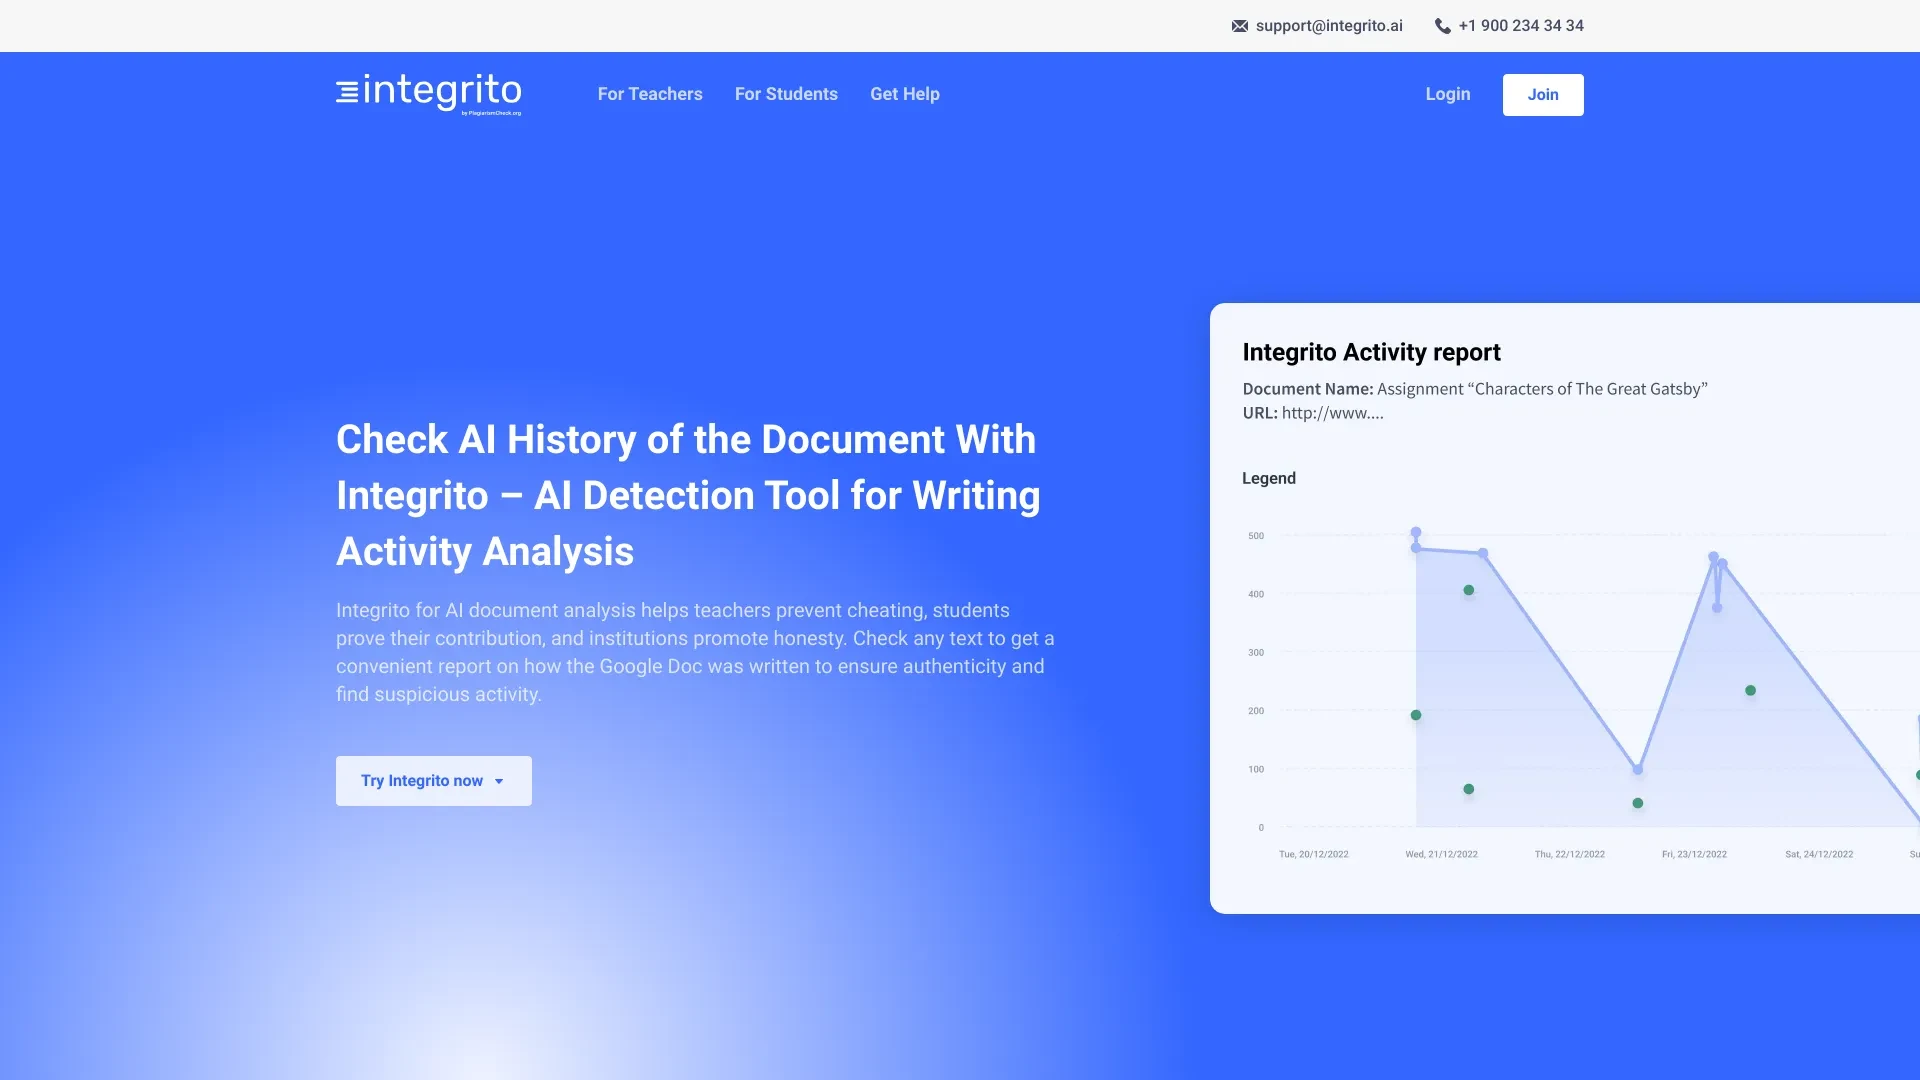 support@integrito.ai
+1 900 234 34 34
integrito
by PlagiarismCheck.org
For Teachers
For Students
Get Help
Login
Join
Check AI History of the Document With
Integrito – AI Detection Tool for Writing
Activity Analysis
Integrito for AI document analysis helps teachers prevent cheating, students
prove their contribution, and institutions promote honesty. Check any text to get a
convenient report on how the Google Doc was written to ensure authenticity and
find suspicious activity.
Try Integrito now
Integrito Activity report
Document Name: Assignment “Characters of The Great Gatsby”
URL: http://www....
Legend
500
400
300
200
100
0
Tue, 20/12/2022
Wed, 21/12/2022
Thu, 22/12/2022
Fri, 23/12/2022
Sat, 24/12/2022
Su